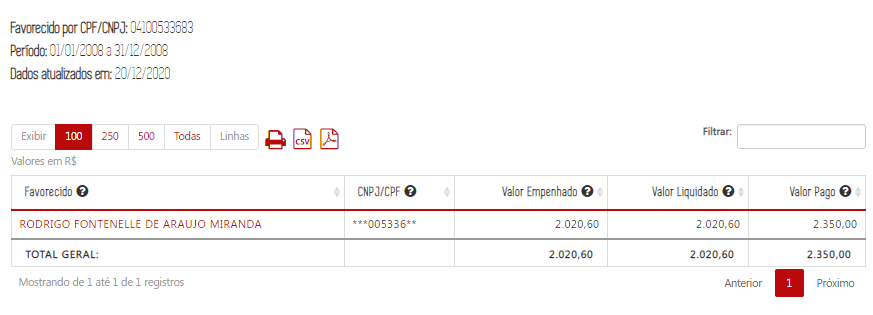 Favorecido por CPF/CNPJ: 04100533683
Período: 01/01/2008 a 31/12/2008
Dados atualizados em: 20/12/2020
Exibir 100 250 500 Todas Linhas CSV Filtrar:
Valores em R$
Favorecido ? CNPJ/CPF ? Valor Empenhado ? Valor Liquidado ? Valor Pago ?
RODRIGO FONTENELLE DE ARAUJO MIRANDA ***005336** 2.020,60 2.020,60 2.350,00
TOTAL GERAL: 2.020,60 2.020,60 2.350,00
Mostrando de 1 até 1 de 1 registros Anterior 1 Próximo